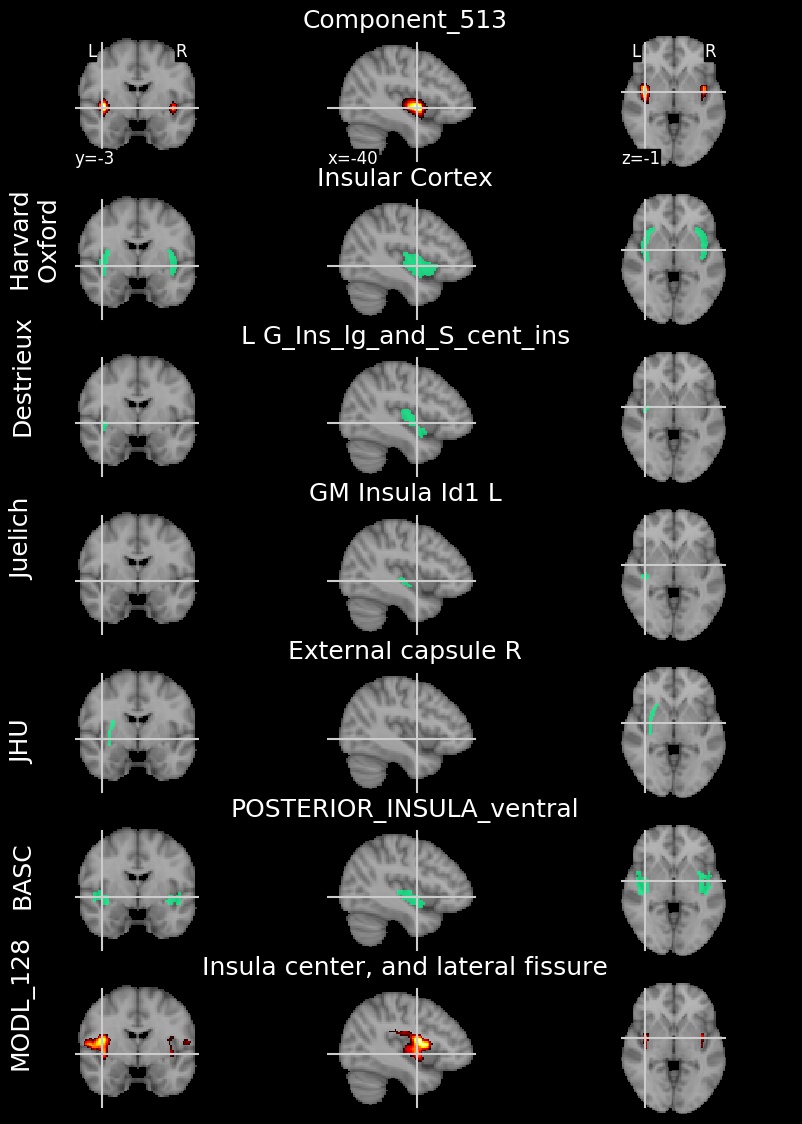 Component_513
L R
L R
y=-3
x=-40
z=-1
Insular Cortex
Harvard
Oxford
L G_Ins_lg_and_S_cent_ins
Destrieux
GM Insula Id1 L
Juelich
External capsule R
JHU
POSTERIOR_INSULA_ventral
BASC
Insula center, and lateral fissure
MODL_128